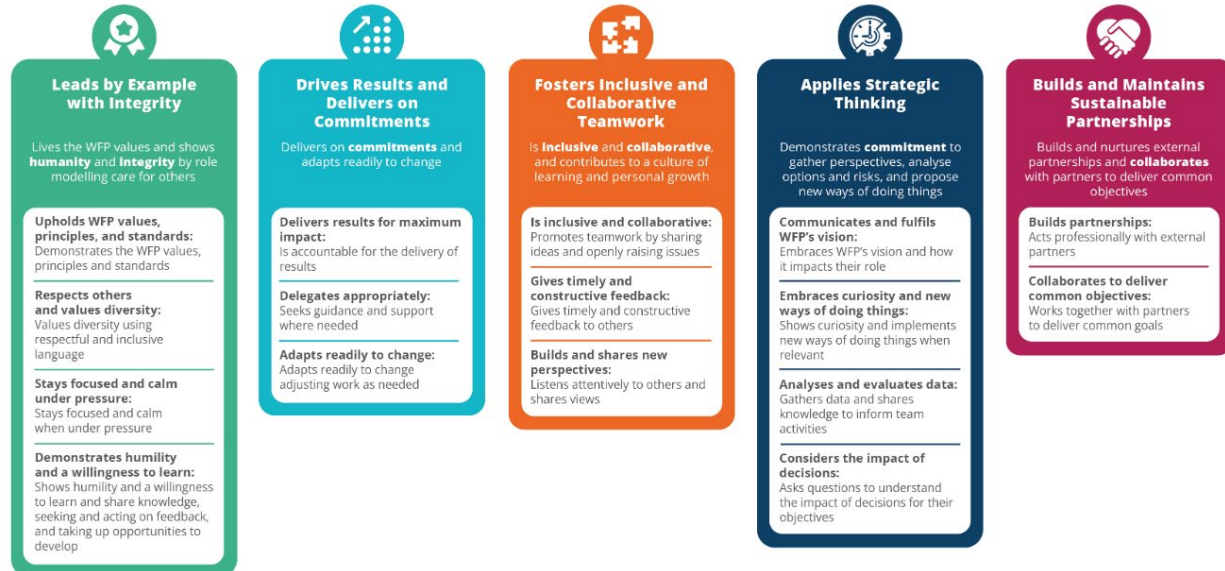 Leads by Example
with Integrity
Lives the WFP values and shows
humanity and integrity by role
modelling care for others
Upholds WFP values,
principles, and standards:
Demonstrates the WFP values,
principles and standards
Respects others
and values diversity:
Values diversity using
respectful and inclusive
language
Stays focused and calm
under pressure:
Stays focused and calm
when under pressure
Demonstrates humility
and a willingness to learn:
Shows humility and a willingness
to learn and share knowledge,
seeking and acting on feedback,
and taking up opportunities to
develop
Drives Results and
Delivers on
Commitments
Delivers on commitments and
adapts readily to change
Delivers results for maximum
impact:
Is accountable for the delivery of
results
Delegates appropriately:
Seeks guidance and support
where needed
Adapts readily to change:
Adapts readily to change
adjusting work as needed
Fosters Inclusive and
Collaborative
Teamwork
Is inclusive and collaborative,
and contributes to a culture of
learning and personal growth
Is inclusive and collaborative:
Promotes teamwork by sharing
ideas and openly raising issues
Gives timely and
constructive feedback:
Gives timely and constructive
feedback to others
Builds and shares new
perspectives:
Listens attentively to others and
shares views
Applies Strategic
Thinking
Demonstrates commitment to
gather perspectives, analyse
options and risks, and propose
new ways of doing things
Communicates and fulfils
WFP's vision:
Embraces WFP's vision and how
it impacts their role
Embraces curiosity and new
ways of doing things:
Shows curiosity and implements
new ways of doing things when
relevant
Analyses and evaluates data:
Gathers data and shares
knowledge to inform team
activities
Considers the impact of
decisions:
Asks questions to understand
the impact of decisions for their
objectives
Builds and Maintains
Sustainable
Partnerships
Builds and nurtures external
partnerships and collaborates
with partners to deliver common
objectives
Builds partnerships:
Acts professionally with external
partners
Collaborates to deliver
common objectives:
Works together with partners
to deliver common goals